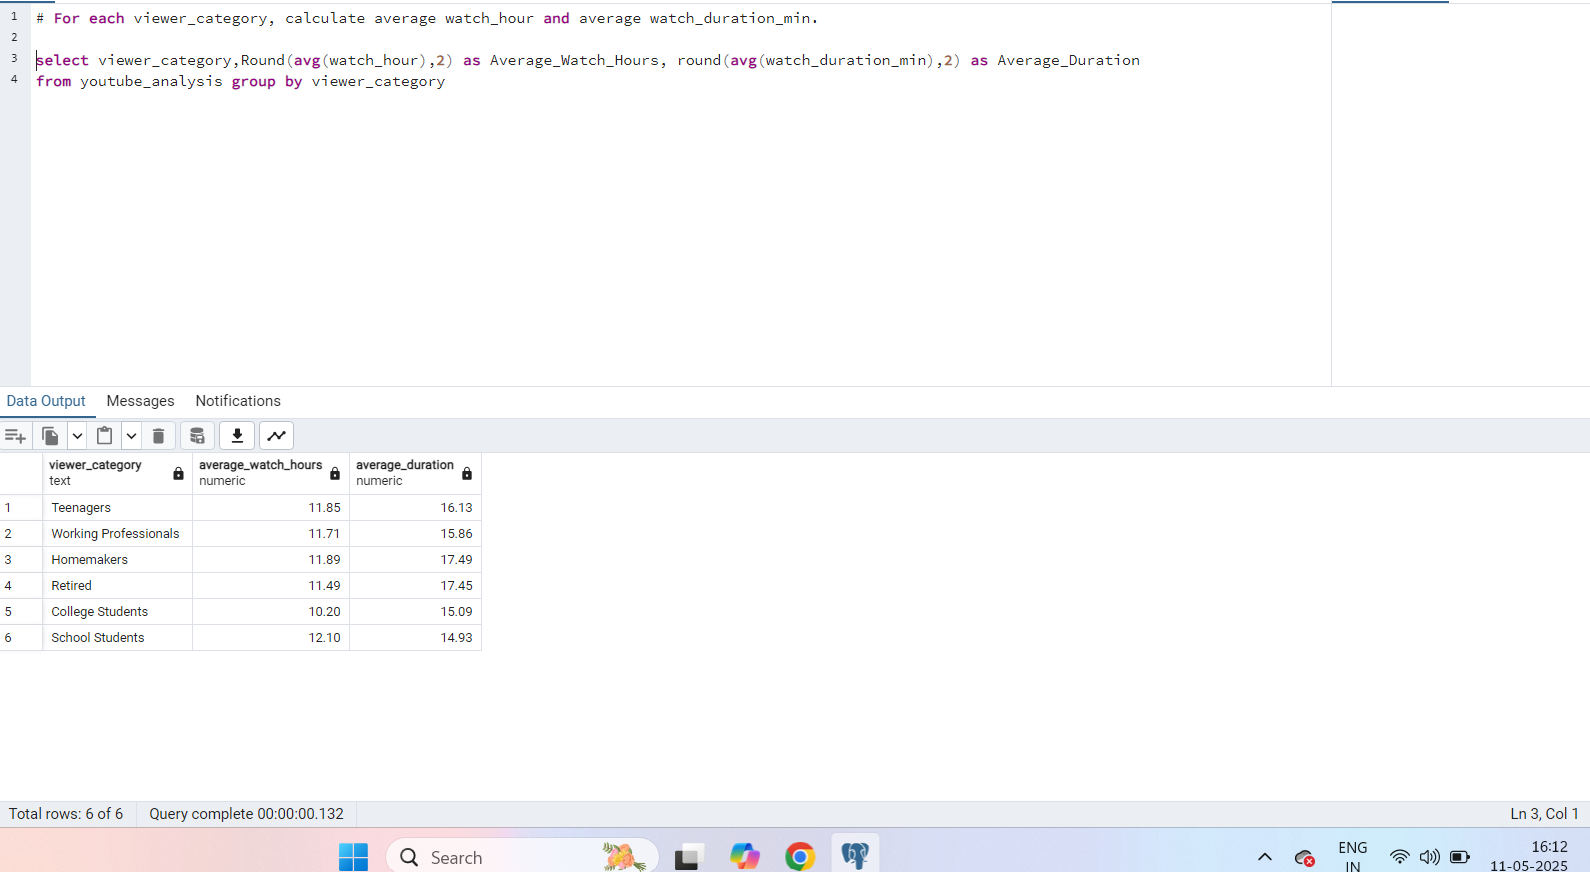 1 # For each viewer_category, calculate average watch_hour and average watch_duration_min.
2
3 select viewer_category,Round(avg(watch_hour),2) as Average_Watch_Hours, round(avg(watch_duration_min),2) as Average_Duration
4 from youtube_analysis group by viewer_category
Data Output Messages Notifications
viewer_category average_watch_hours average_duration
text numeric numeric
1 Teenagers 11.85 16.13
2 Working Professionals 11.71 15.86
3 Homemakers 11.89 17.49
4 Retired 11.49 17.45
5 College Students 10.20 15.09
6 School Students 12.10 14.93
Total rows: 6 of 6 Query complete 00:00:00.132 Ln 3, Col 1
Search
ENG 16:12
IN 11-05-2025